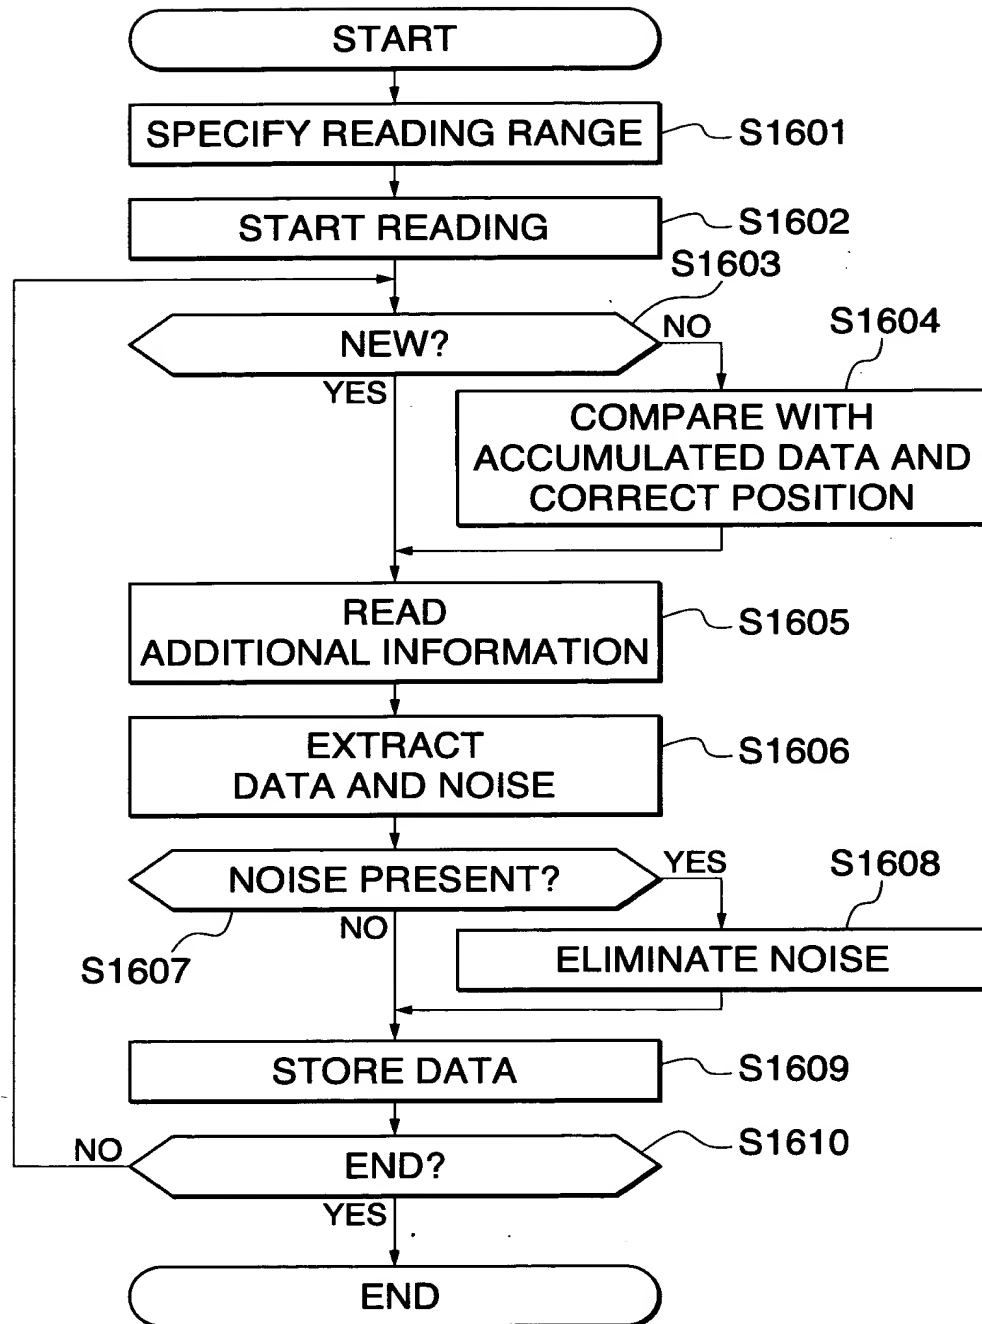 START
SPECIFY READING RANGE
S1601
START READING
S1602
S1603
NEW?
NO
YES
S1604
COMPARE WITH
ACCUMULATED DATA AND
CORRECT POSITION
READ
ADDITIONAL INFORMATION
S1605
EXTRACT
DATA AND NOISE
S1606
NOISE PRESENT?
YES
NO
S1607
S1608
ELIMINATE NOISE
STORE DATA
S1609
END?
NO
S1610
YES
END